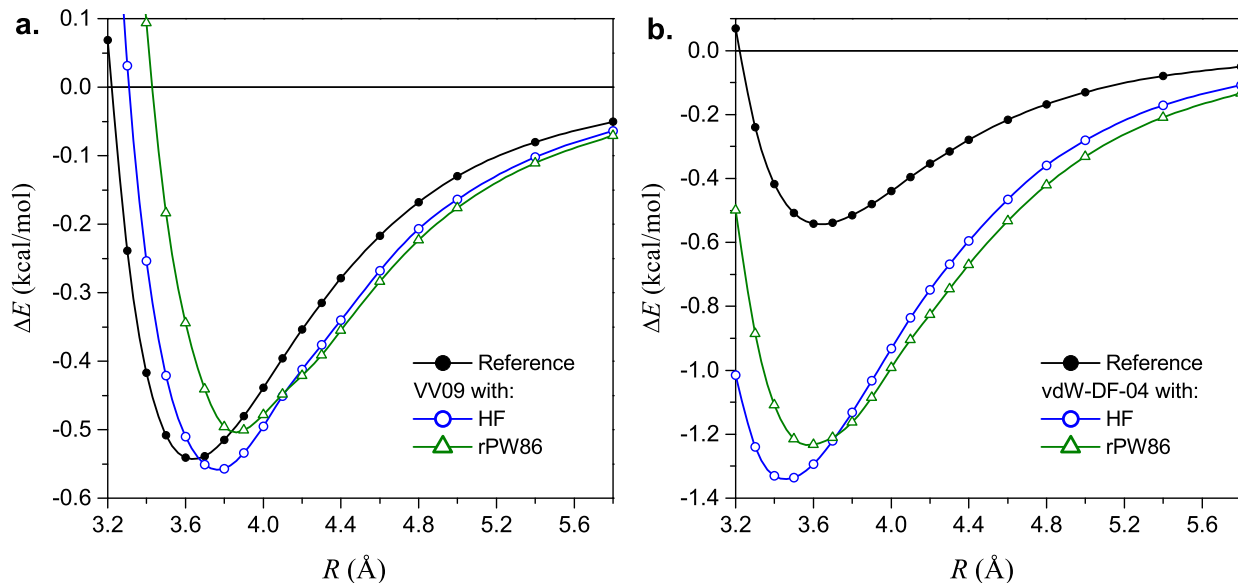 a.
0.1
0.0
-0.1
-0.2
-0.3
-0.4
-0.5
-0.6
ΔE (kcal/mol)
3.2 3.6 4.0 4.4 4.8 5.2 5.6
R (Å)
Reference
VV09 with:
HF
rPW86
b.
0.0
-0.2
-0.4
-0.6
-0.8
-1.0
-1.2
-1.4
ΔE (kcal/mol)
3.2 3.6 4.0 4.4 4.8 5.2 5.6
R (Å)
Reference
vdW-DF-04 with:
HF
rPW86